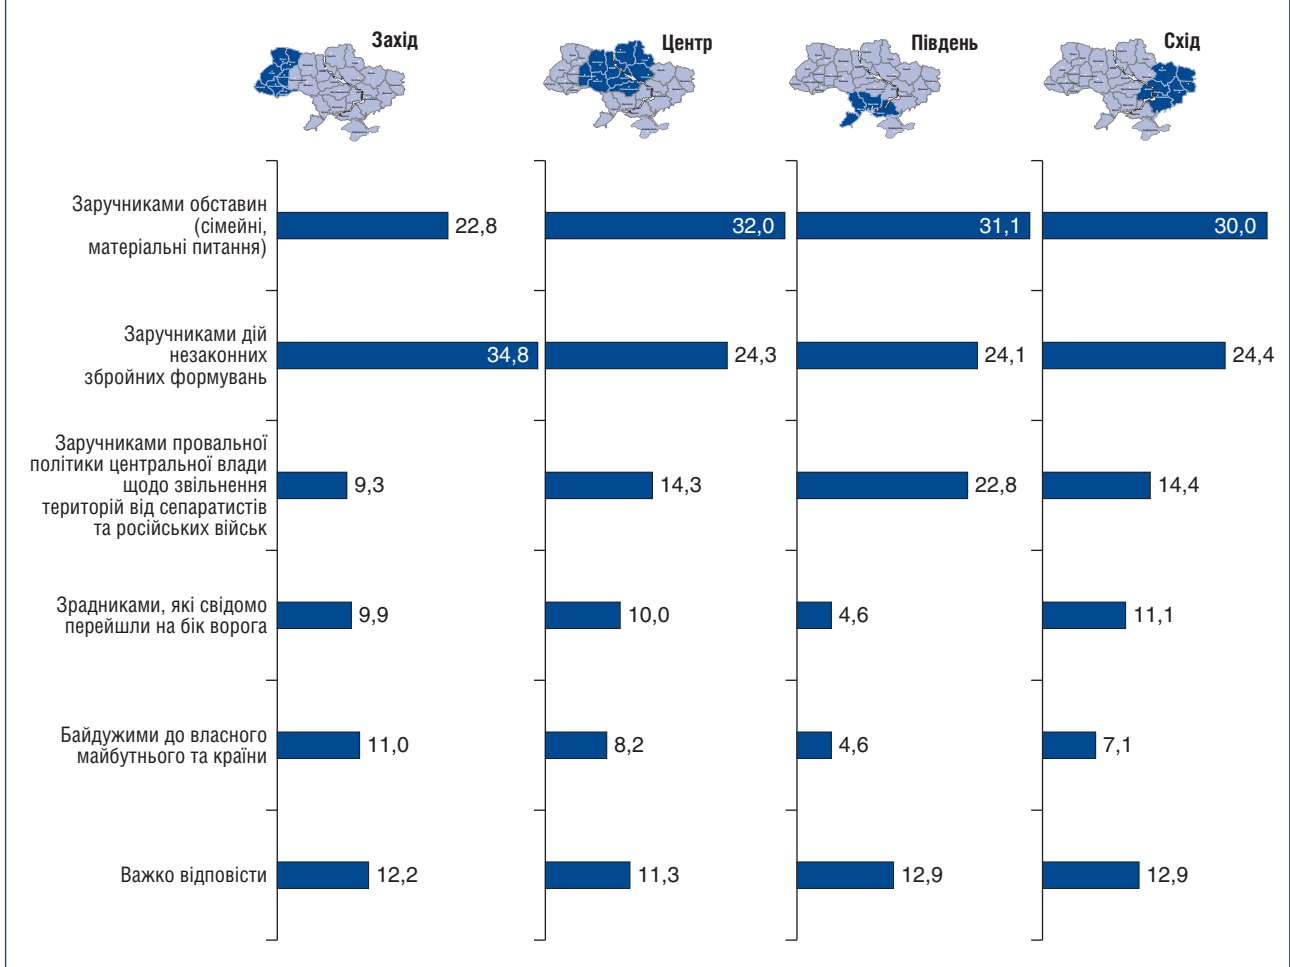 Захід
Центр
Південь
Схід
Заручниками обставин
(сімейні,
матеріальні питання)
22,8
32,0
31,1
30,0
Заручниками дій
незаконних
збройних формувань
34,8
24,3
24,1
24,4
Заручниками провальної
політики центральної влади
щодо звільнення
територій від сепаратистів
та російських військ
9,3
14,3
22,8
14,4
Зрадниками, які свідомо
перейшли на бік ворога
9,9
10,0
4,6
11,1
Байдужими до власного
майбутнього та країни
11,0
8,2
4,6
7,1
Важко відповісти
12,2
11,3
12,9
12,9